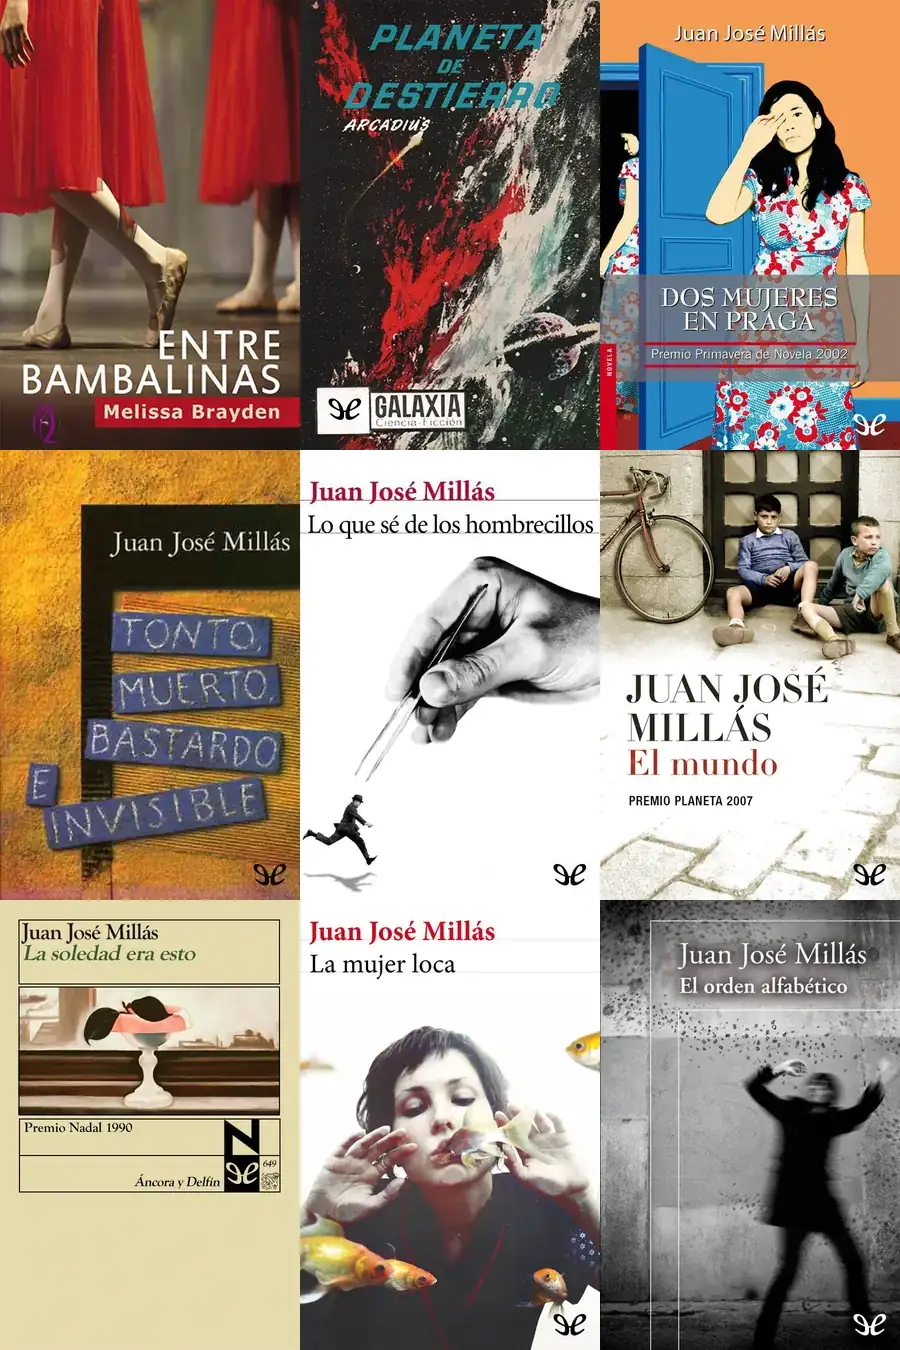 ENTRE
BAMBALINAS
Melissa Brayden
PLANETA
DE
DESTIERRO
ARCADIUS
GALAXIA
Ciencia-Ficción
Juan José Millás
DOS MUJERES
EN PRAGA
Premio Primavera de Novela 2002
NOVELA
Juan José Millás
TONTO,
MUERTO,
BASTARDO
E
INVISIBLE
Juan José Millás
Lo que sé de los hombrecillos
JUAN JOSÉ
MILLÁS
El mundo
PREMIO PLANETA 2007
Juan José Millás
La soledad era esto
Premio Nadal 1990
N
649
Áncora y Delfín
Juan José Millás
La mujer loca
Juan José Millás
El orden alfabético